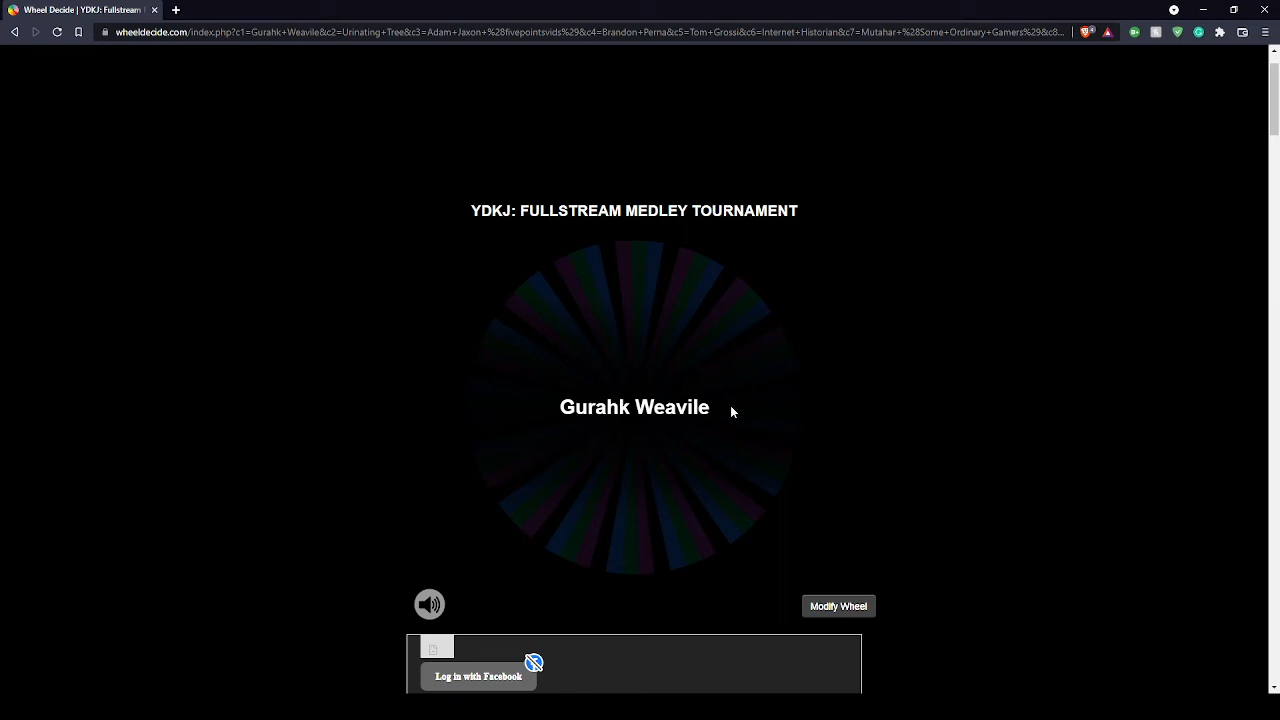 Wheel Decide | YDKJ: Fullstream
wheeldecide.com/index.php?c1=Gurahk+Weavile&c2=Urinating+Tree&c3=Adam+Jaxon+%28fivepointsvids%29&c4=Brandon+Perna&c5=Tom+Grossi&c6=Internet+Historian&c7=Mutahar+%28Some+Ordinary+Gamers%29&c8...
YDKJ: FULLSTREAM MEDLEY TOURNAMENT
Gurahk Weavile
Modify Wheel
Log in with Facebook